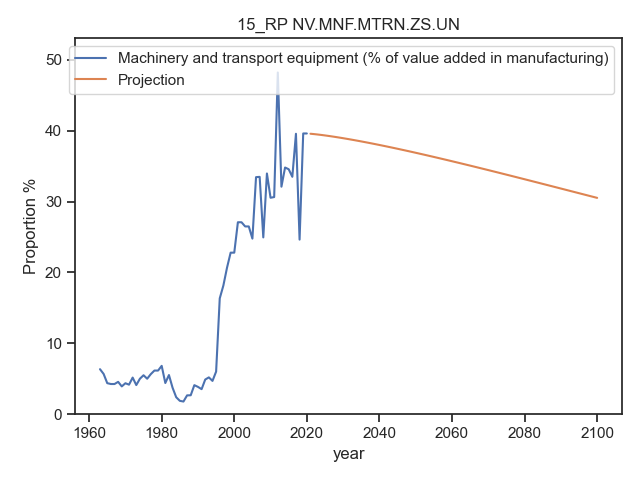 15_RP NV.MNF.MTRN.ZS.UN
Machinery and transport equipment (% of value added in manufacturing)
Projection
50
40
30
20
10
0
Proportion %
1960 1980 2000 2020 2040 2060 2080 2100
year